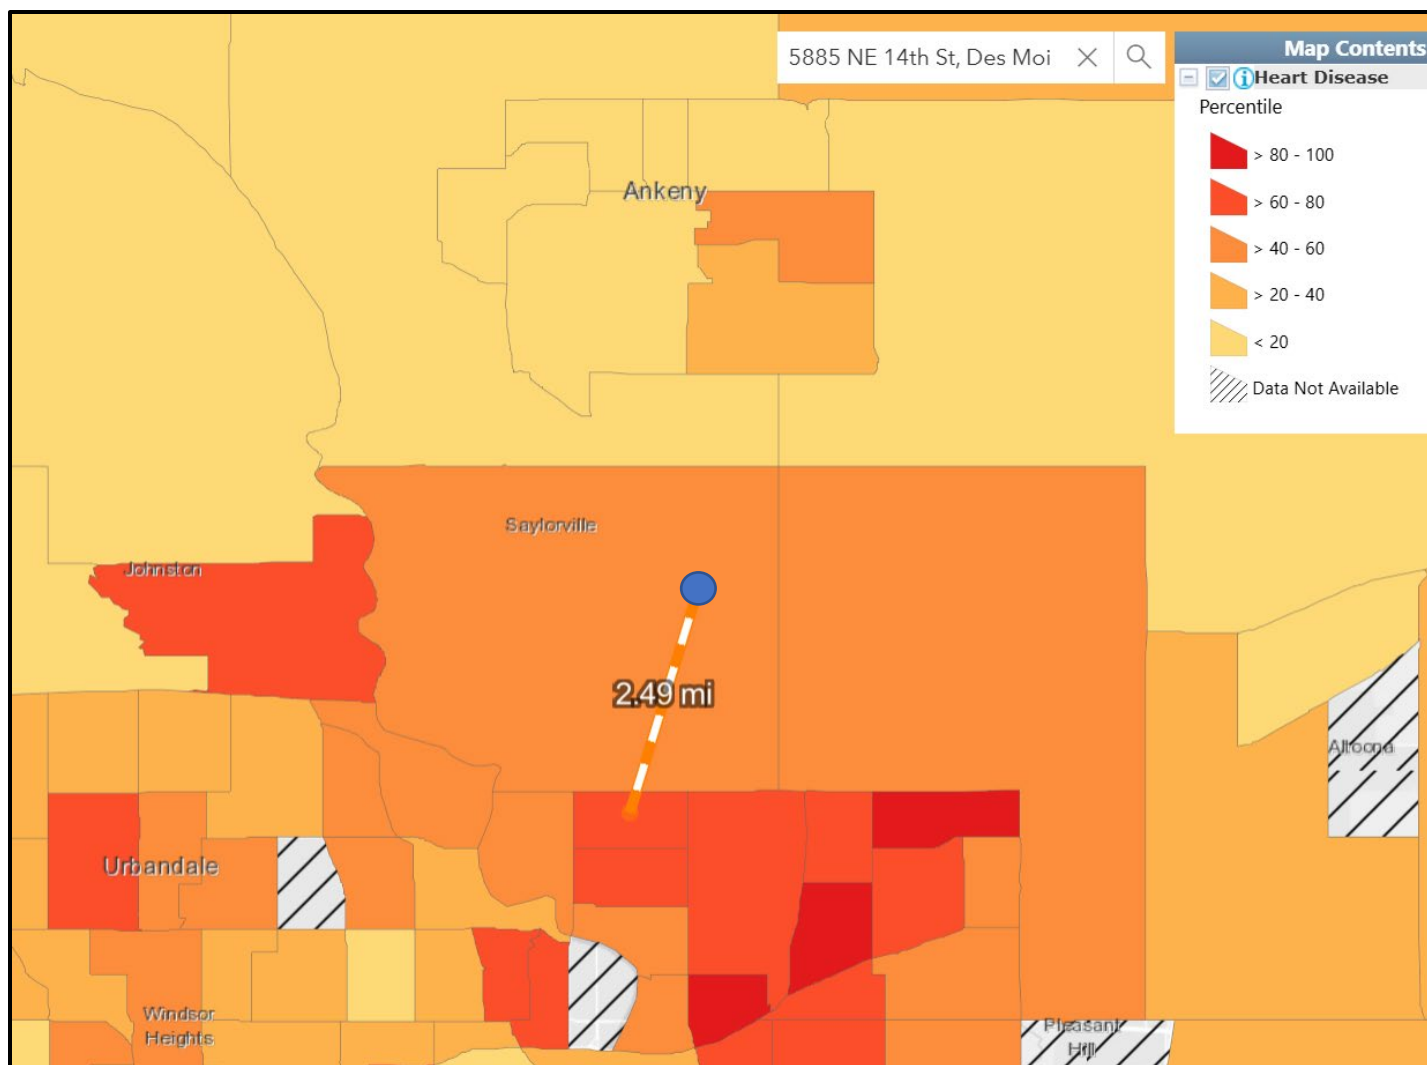 5885 NE 14th St, Des Moi
Map Contents
Heart Disease
Percentile
> 80 - 100
> 60 - 80
> 40 - 60
> 20 - 40
< 20
Data Not Available
Ankeny
Saylorville
Johnston
2.49 mi
Altoona
Urbandale
Windsor
Heights
Pleasant
Hill